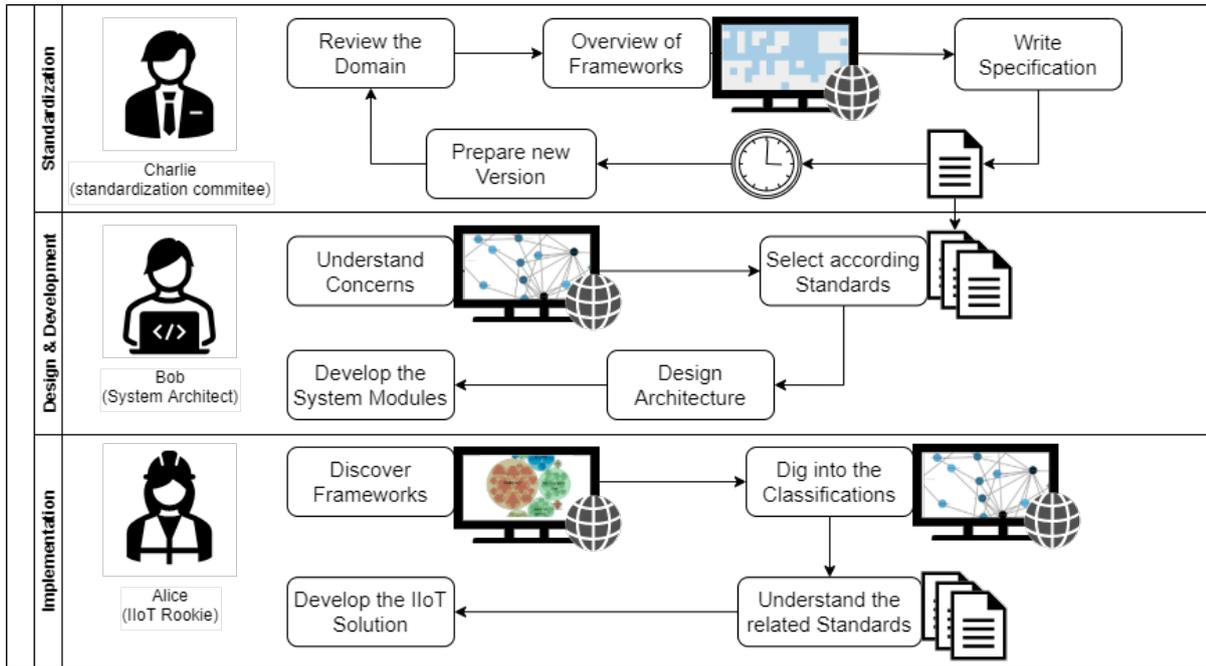 Standardization
Charlie
(standardization commitee)
Review the
Domain
Overview of
Frameworks
Write
Specification
Prepare new
Version
Design & Development
Bob
(System Architect)
Understand
Concerns
Select according
Standards
Develop the
System Modules
Design
Architecture
Implementation
Alice
(IIoT Rookie)
Discover
Frameworks
Dig into the
Classifications
Develop the IIoT
Solution
Understand the
related Standards